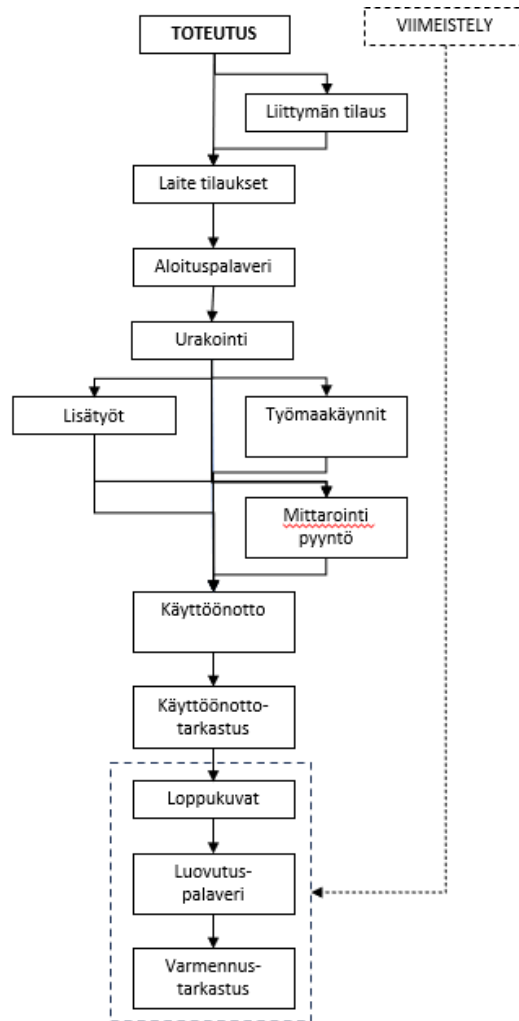 TOTEUTUS
VIIMEISTELY
Liittymän tilaus
Laite tilaukset
Aloituspalaveri
Urakointi
Lisätyöt
Työmaakäynnit
Mittarointi
pyyntö
Käyttöönotto
Käyttöönotto-
tarkastus
Loppukuvat
Luovutus-
palaveri
Varmennus-
tarkastus